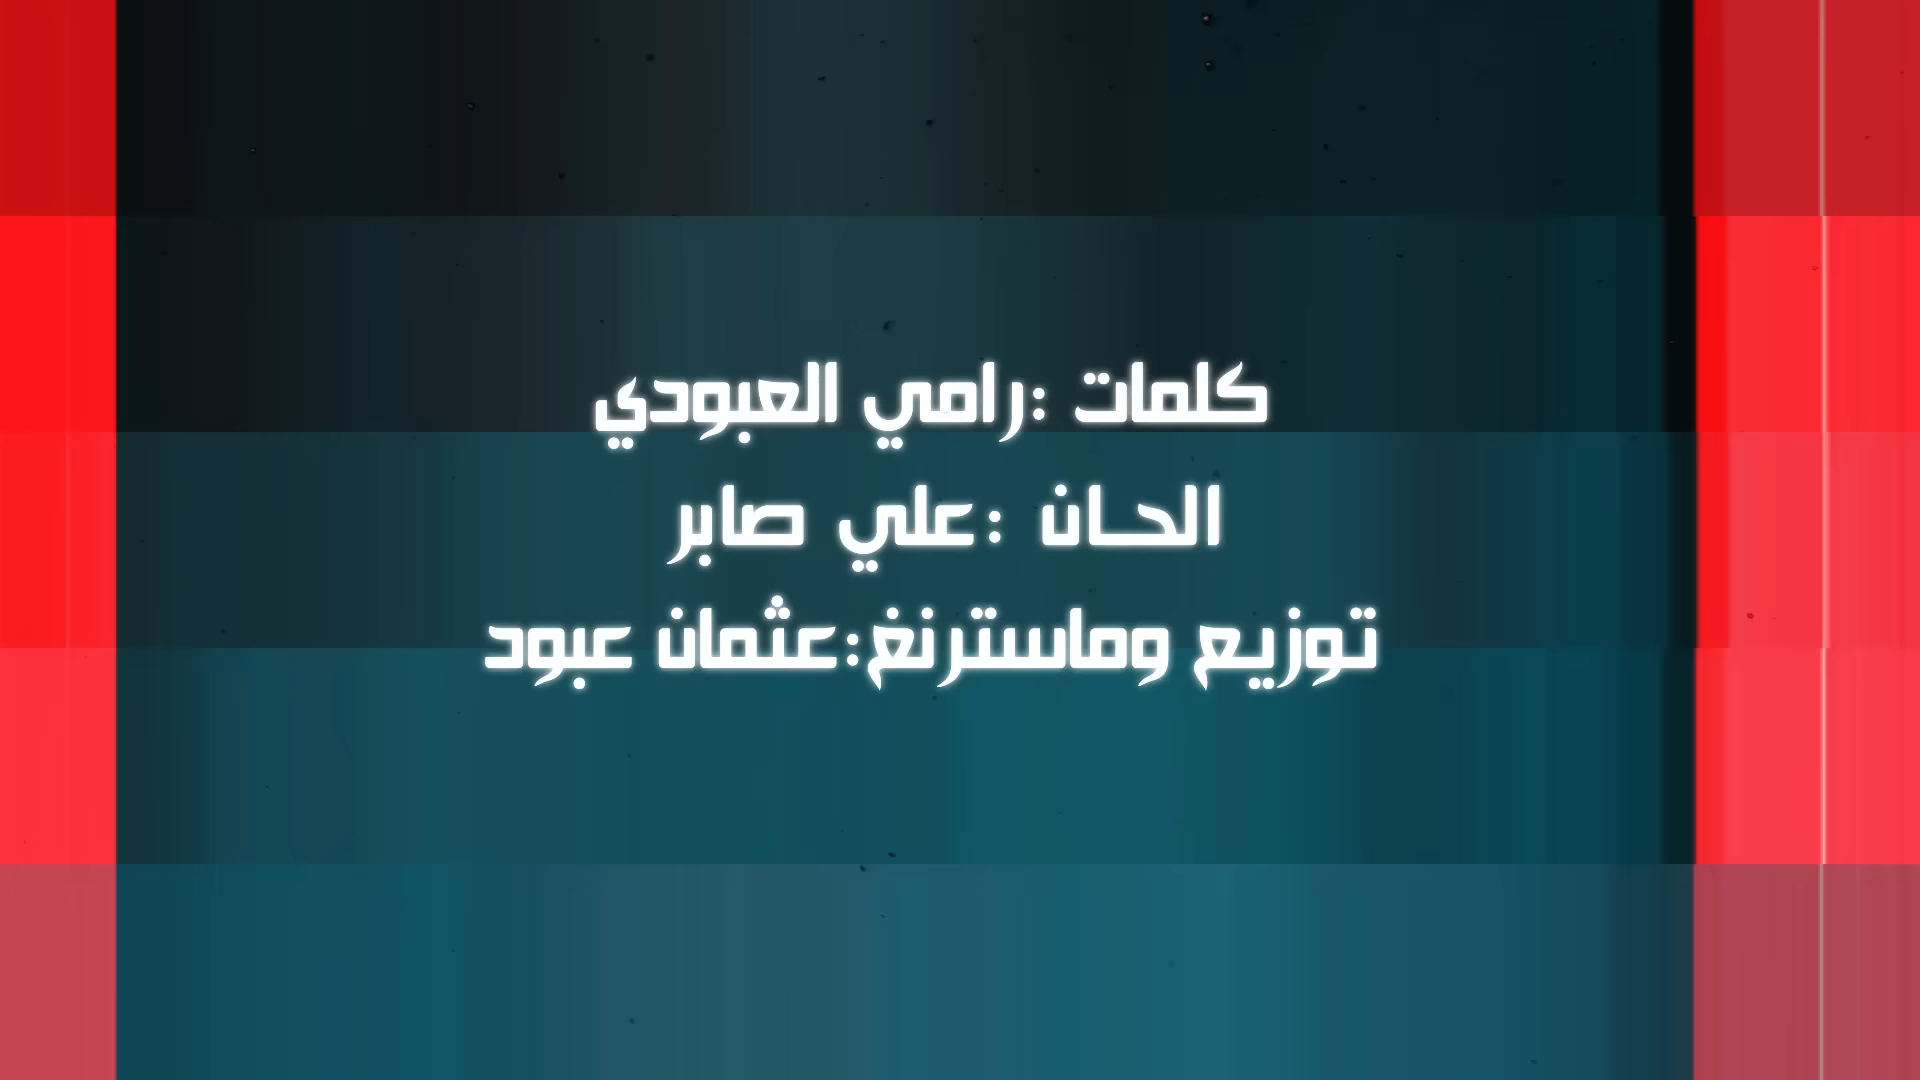 كلمات :رامي العبودي
الحـان :علي صابر
توزيع وماسترنغ:عثمان عبود